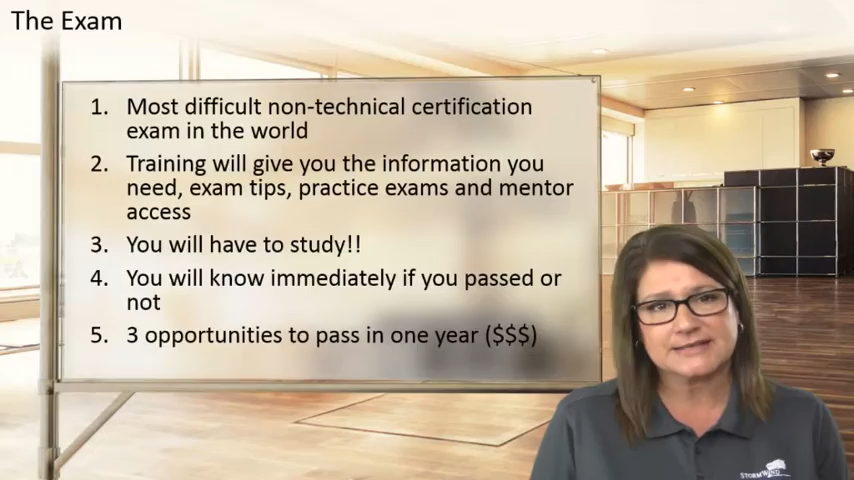 The Exam
1. Most difficult non-technical certification
exam in the world
2. Training will give you the information you
need, exam tips, practice exams and mentor
access
3. You will have to study!!
4. You will know immediately if you passed or
not
5. 3 opportunities to pass in one year ($$$)
STORMWIND